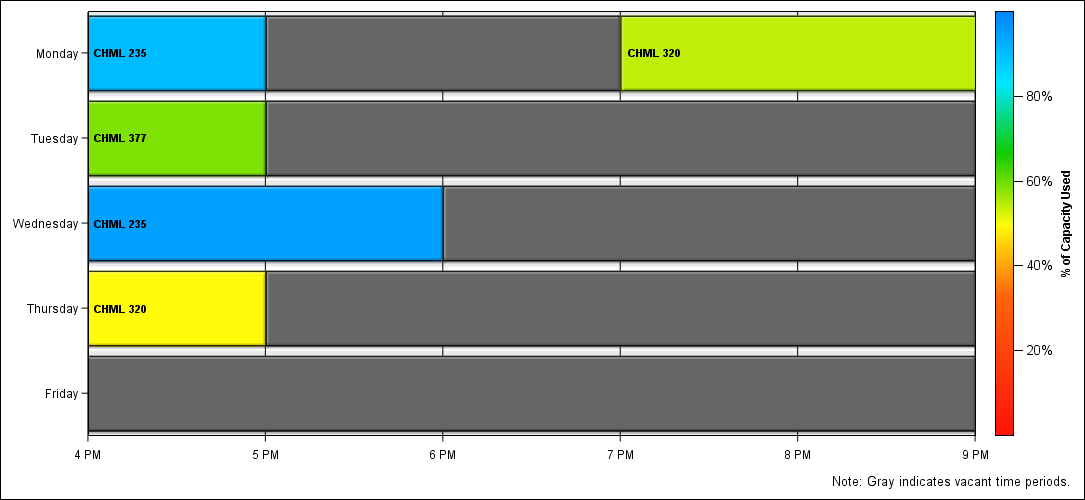 Monday
CHML 235
CHML 320
80%
Tuesday
CHML 377
60%
Wednesday
CHML 235
% of Capacity Used
40%
Thursday
CHML 320
20%
Friday
4 PM
5 PM
6 PM
7 PM
8 PM
9 PM
Note: Gray indicates vacant time periods.